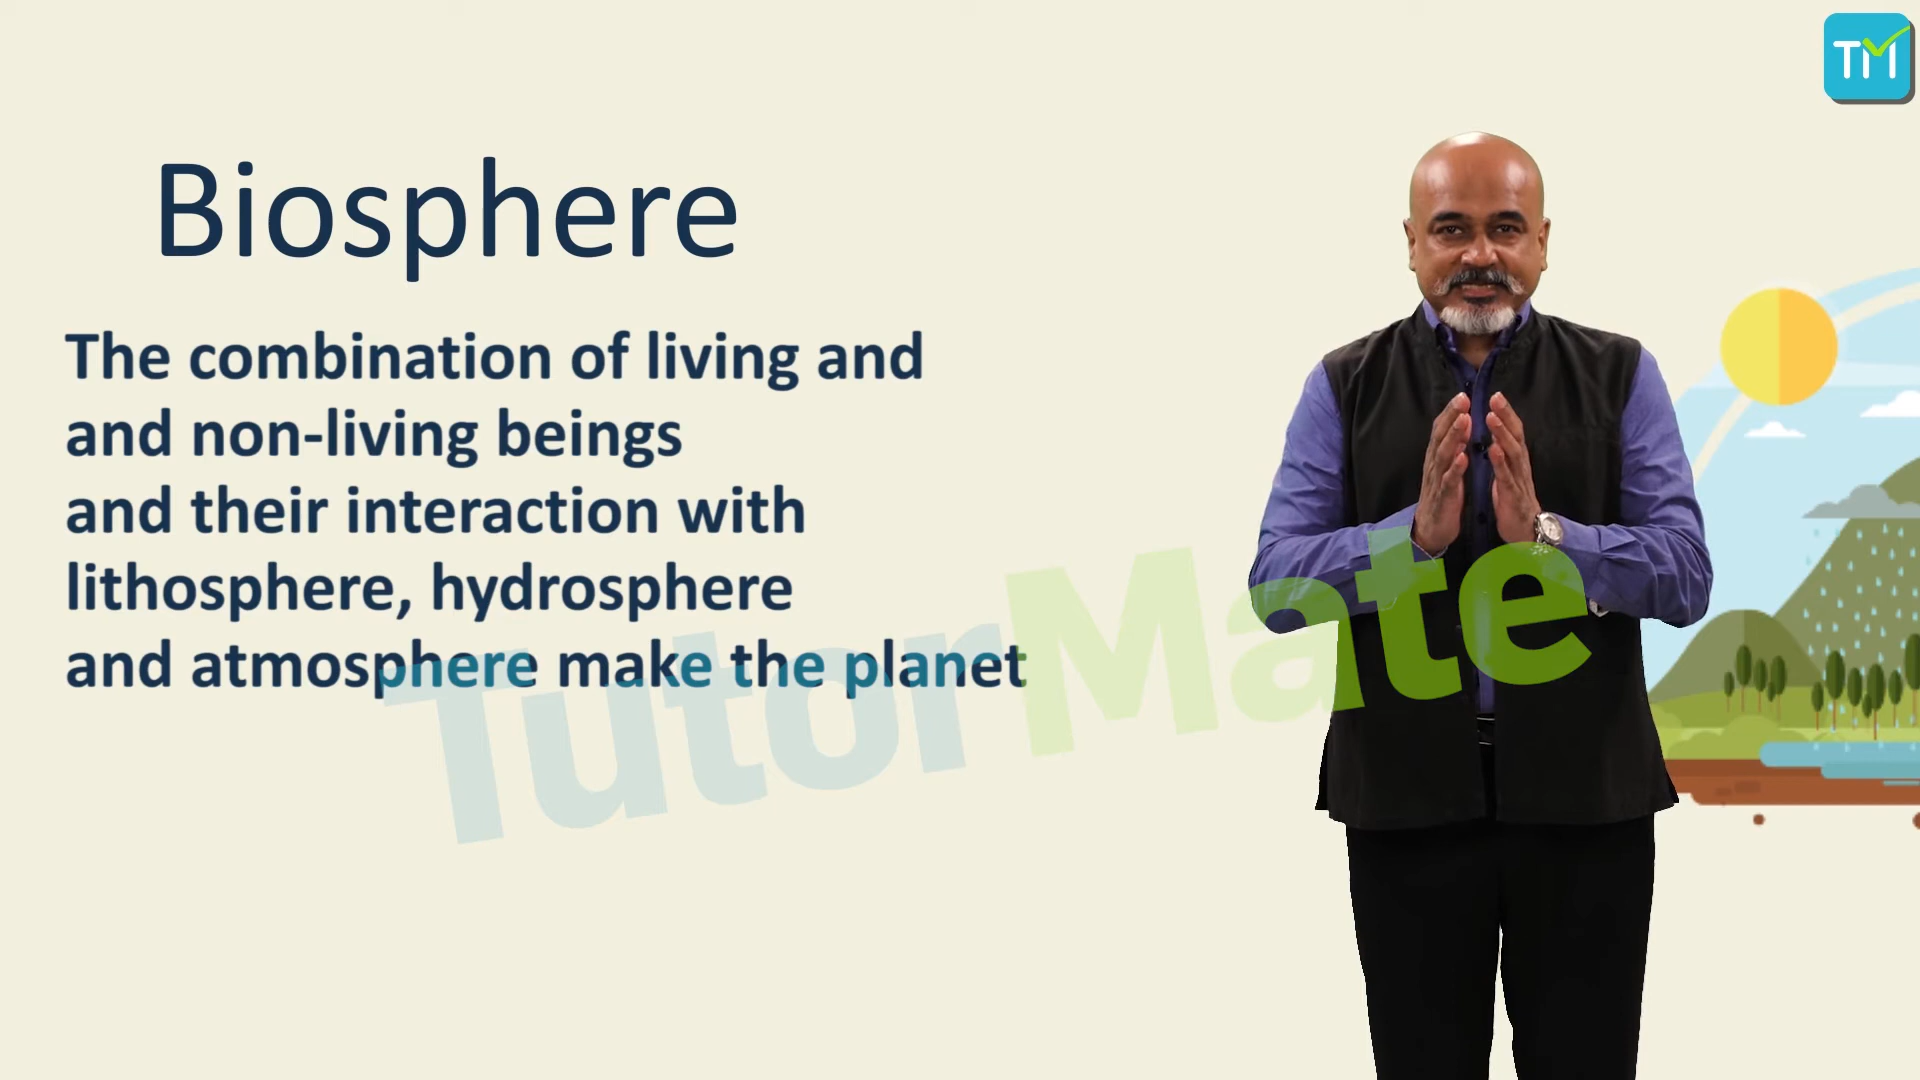 TM
Biosphere
The combination of living and
and non-living beings
and their interaction with
lithosphere, hydrosphere
and atmosphere make the planet
TutorMate